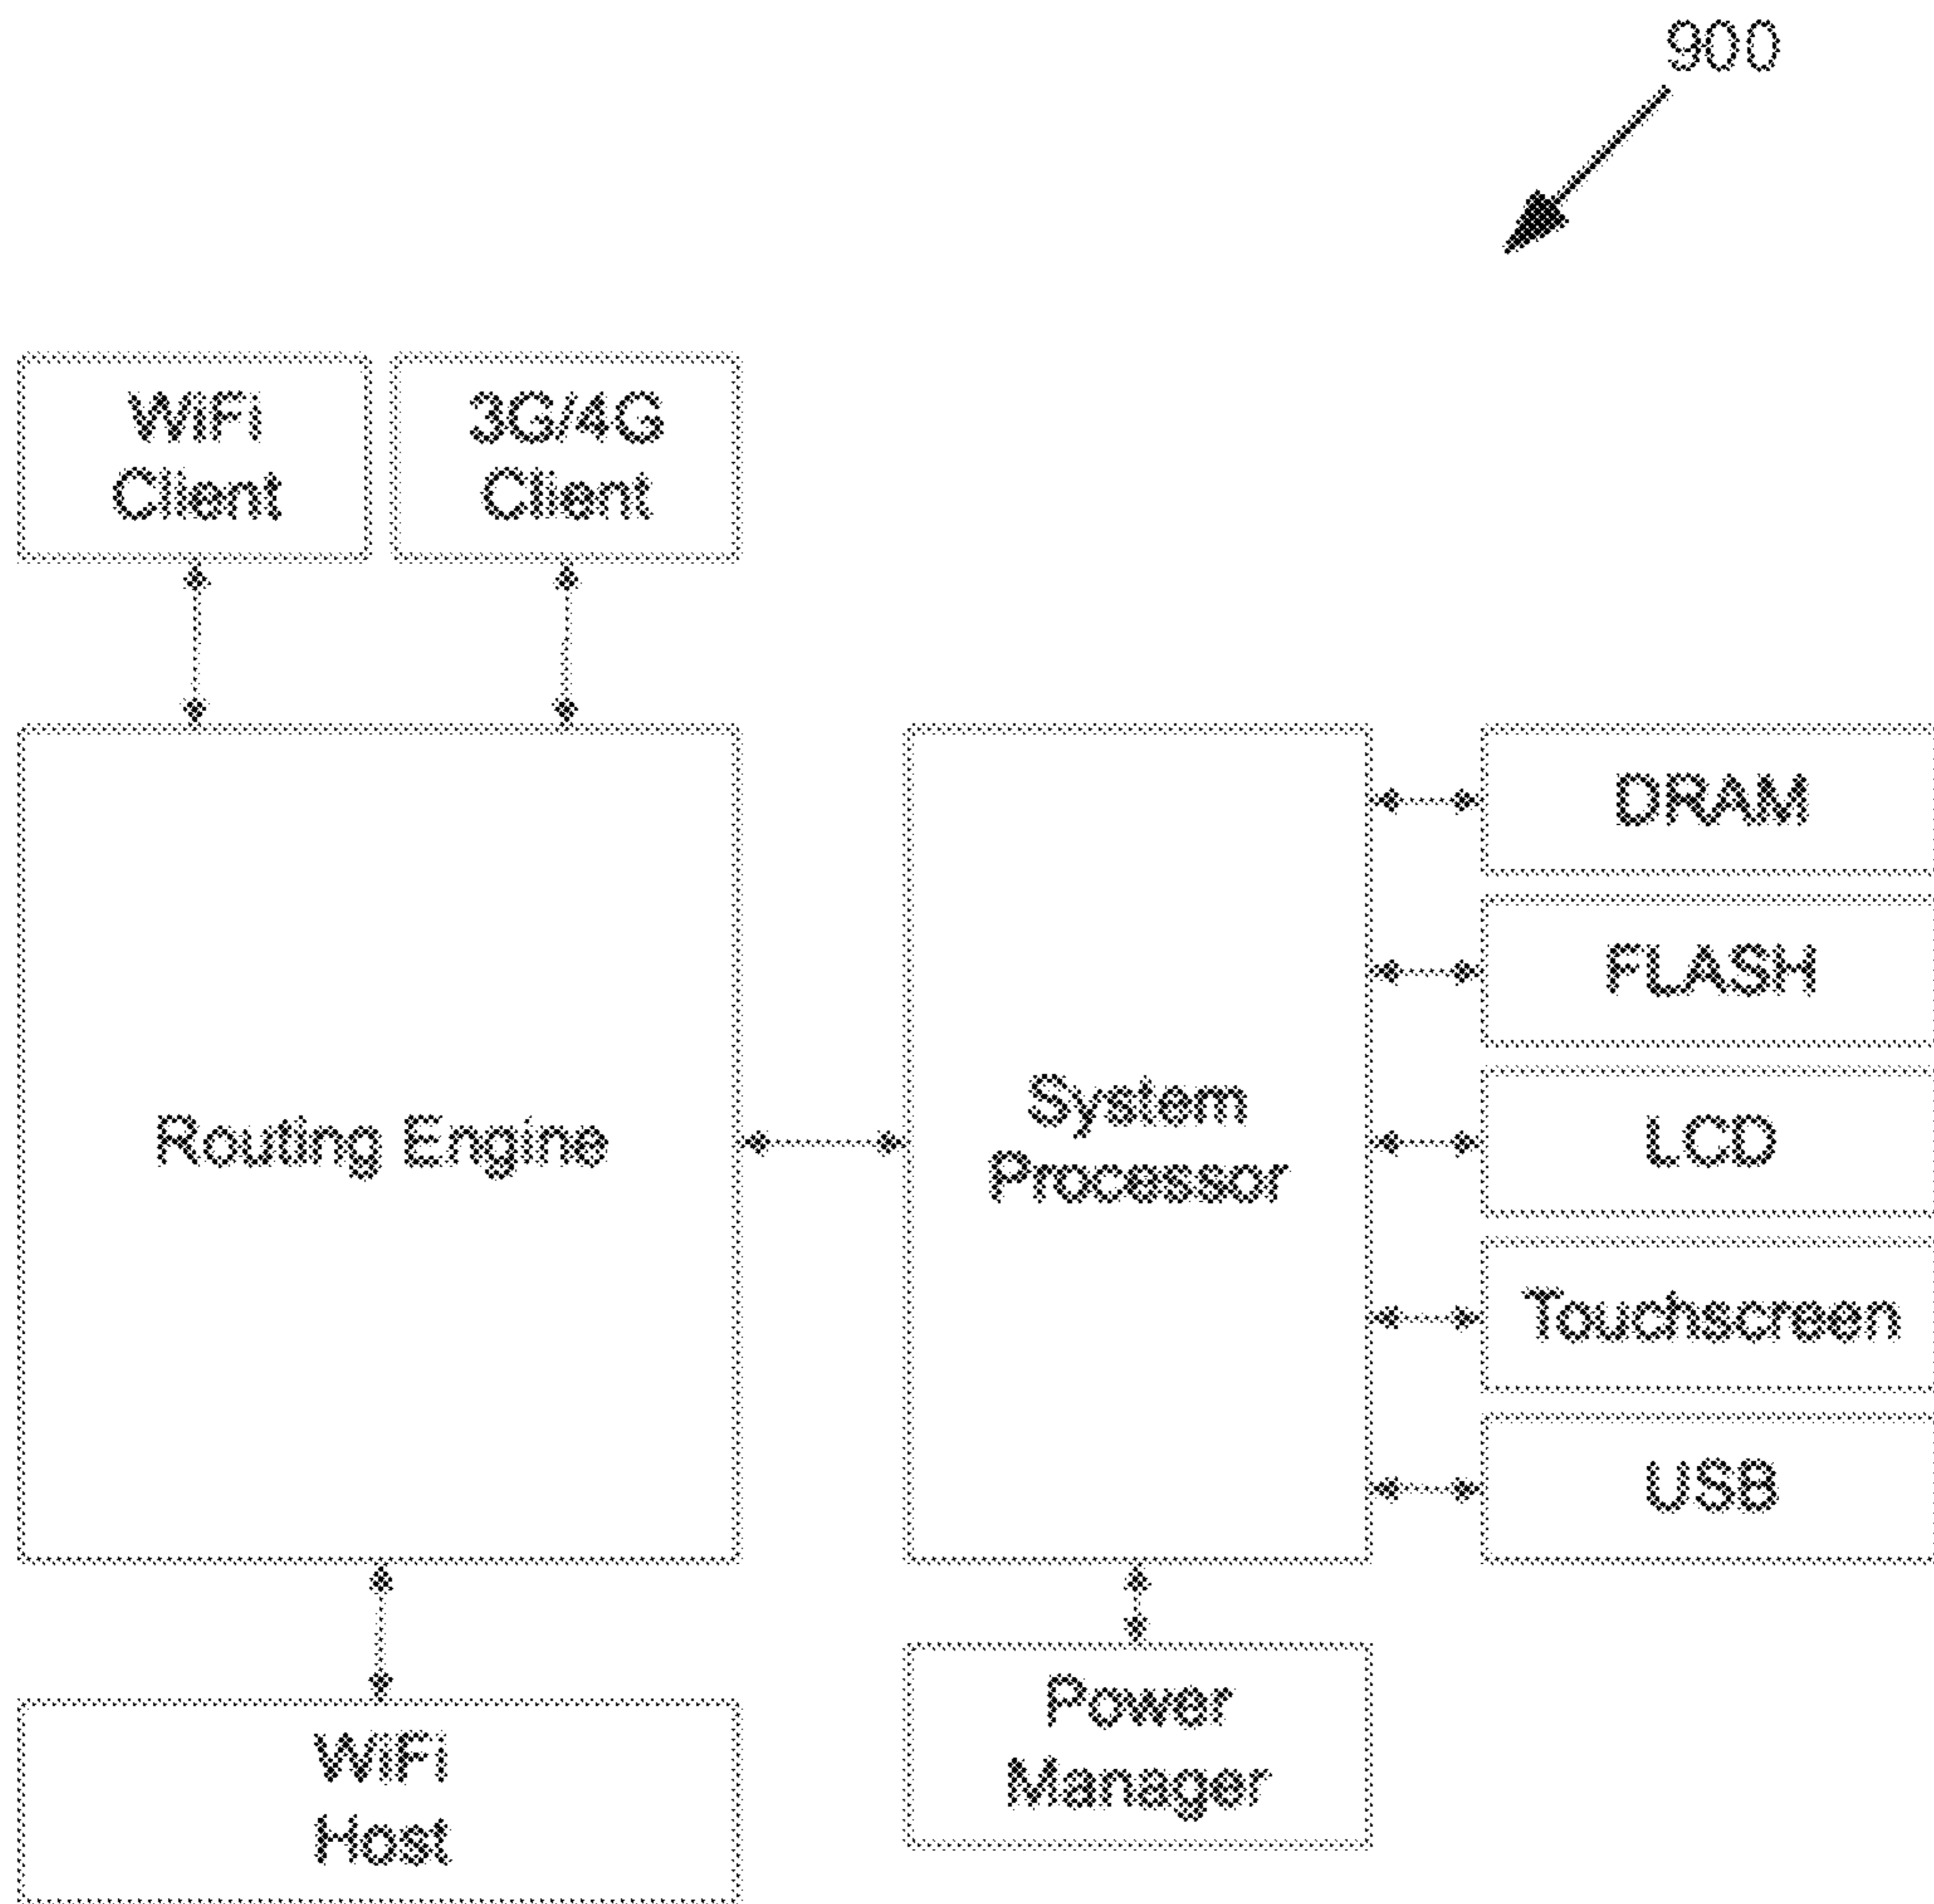 900
WiFi
Client
3G/4G
Client
Routing Engine
System
Processor
DRAM
FLASH
LCD
Touchscreen
USB
Power
Manager
WiFi
Host